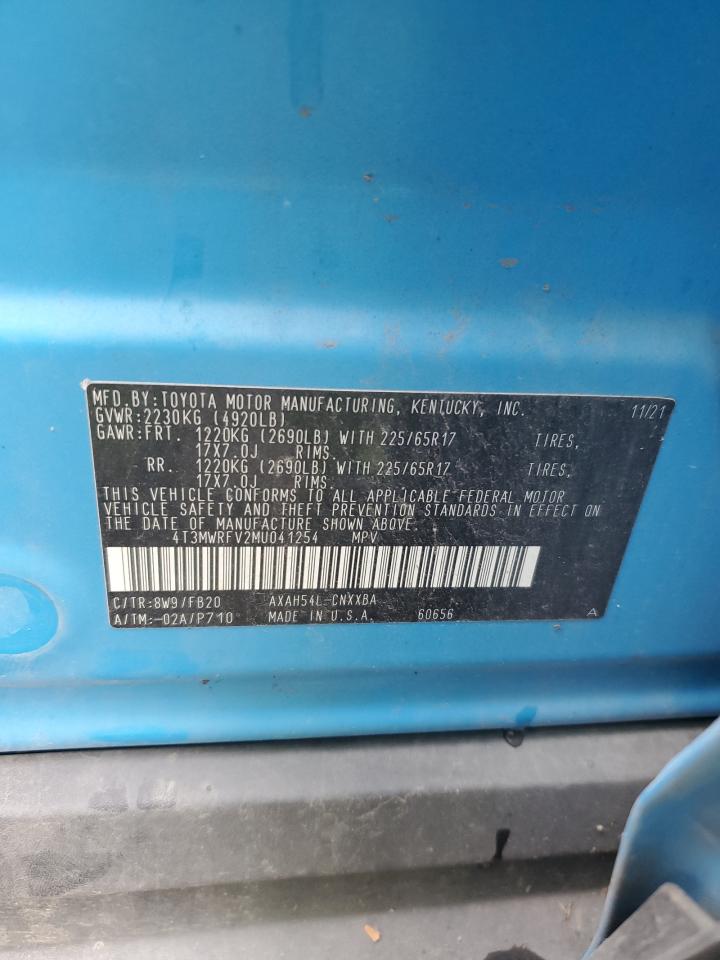 MFD.BY:TOYOTA MOTOR MANUFACTURING, KENTUCKY, INC. 11/21
GVWR:2230KG (4920LB)
GAWR:FRT. 1220KG (2690LB) WITH 225/65R17 TIRES,
17X7.0J RIMS.
RR. 1220KG (2690LB) WITH 225/65R17 TIRES,
17X7.0J RIMS.
THIS VEHICLE CONFORMS TO ALL APPLICABLE FEDERAL MOTOR
VEHICLE SAFETY AND THEFT PREVENTION STANDARDS IN EFFECT ON
THE DATE OF MANUFACTURE SHOWN ABOVE.
4T3MWRFV2MU041254 MPV
C/TR:8W9/FB20 AXAH54L-CNXXBA
A/TM:-02A/P710 MADE IN U.S.A. 60656 A